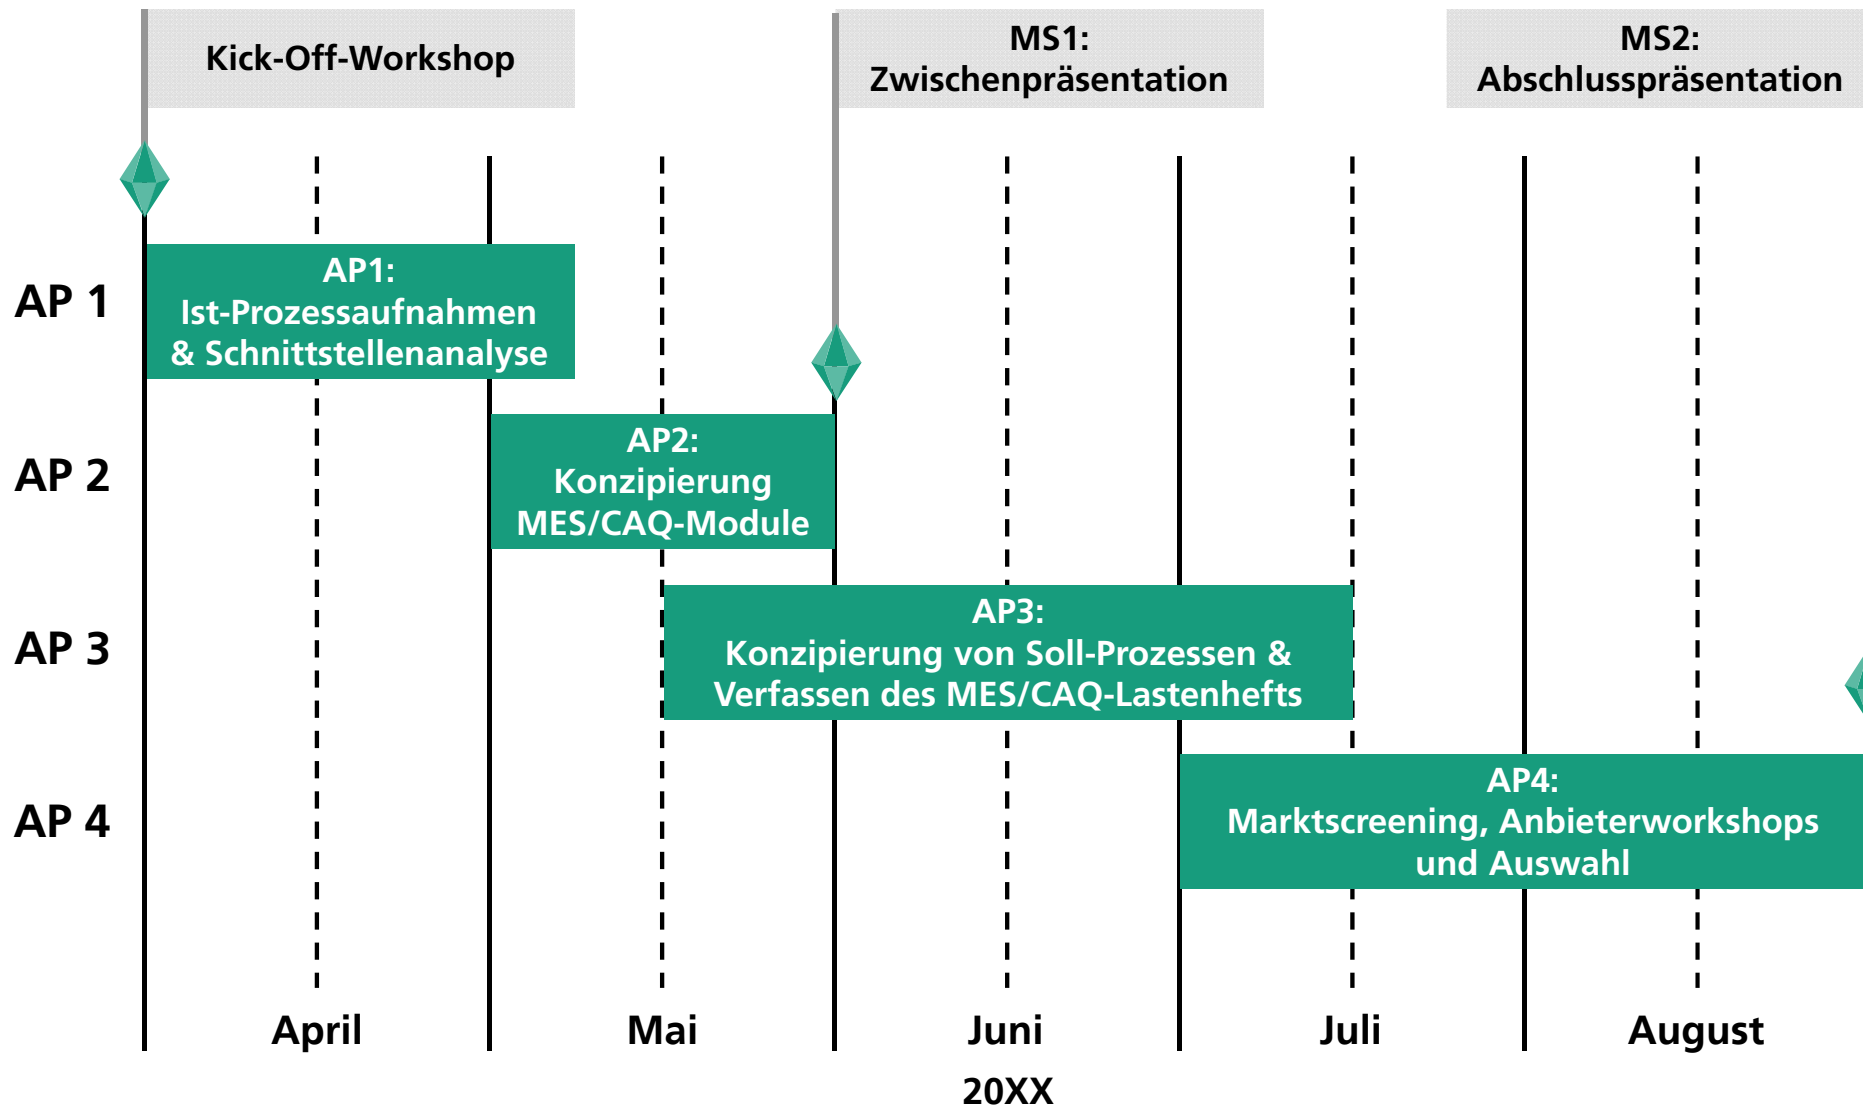 Kick-Off-Workshop
MS1:
Zwischenpräsentation
MS2:
Abschlusspräsentation
AP 1
AP1:
Ist-Prozessaufnahmen
& Schnittstellenanalyse
AP 2
AP2:
Konzipierung
MES/CAQ-Module
AP 3
AP3:
Konzipierung von Soll-Prozessen &
Verfassen des MES/CAQ-Lastenhefts
AP 4
AP4:
Marktscreening, Anbieterworkshops
und Auswahl
April Mai Juni Juli August
20XX